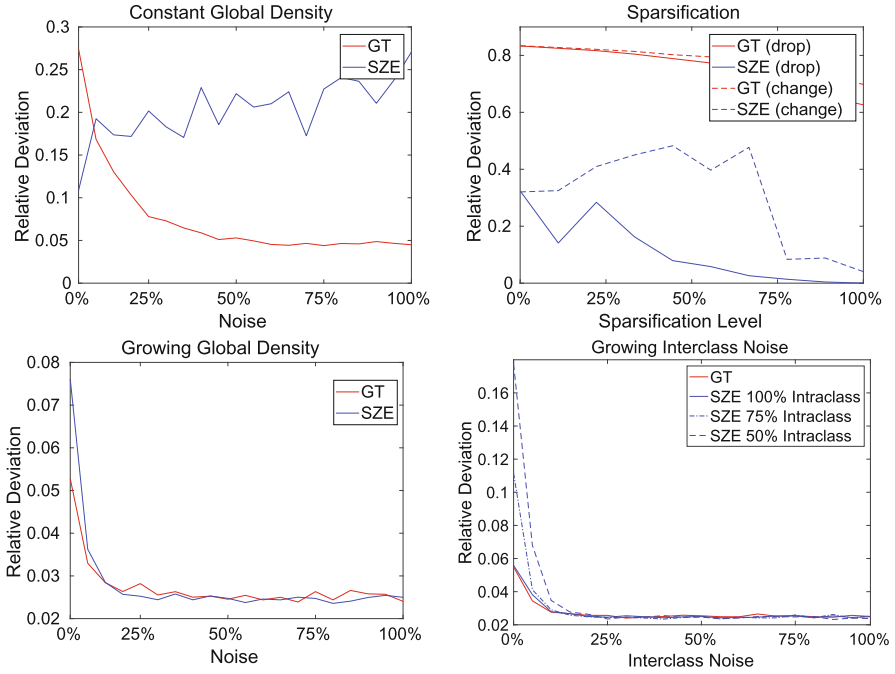 Constant Global Density
0.3
0.25
0.2
0.15
0.1
0.05
0
Relative Deviation
GT
SZE
0%
25%
50%
75%
100%
Noise
Sparsification
0.8
0.6
0.4
0.2
0
Relative Deviation
GT (drop)
SZE (drop)
GT (change)
SZE (change)
0%
25%
50%
75%
100%
Sparsification Level
Growing Global Density
0.08
0.07
0.06
0.05
0.04
0.03
0.02
Relative Deviation
GT
SZE
0%
25%
50%
75%
100%
Noise
Growing Interclass Noise
0.16
0.14
0.12
0.1
0.08
0.06
0.04
0.02
Relative Deviation
GT
SZE 100% Intraclass
SZE 75% Intraclass
SZE 50% Intraclass
0%
25%
50%
75%
100%
Interclass Noise